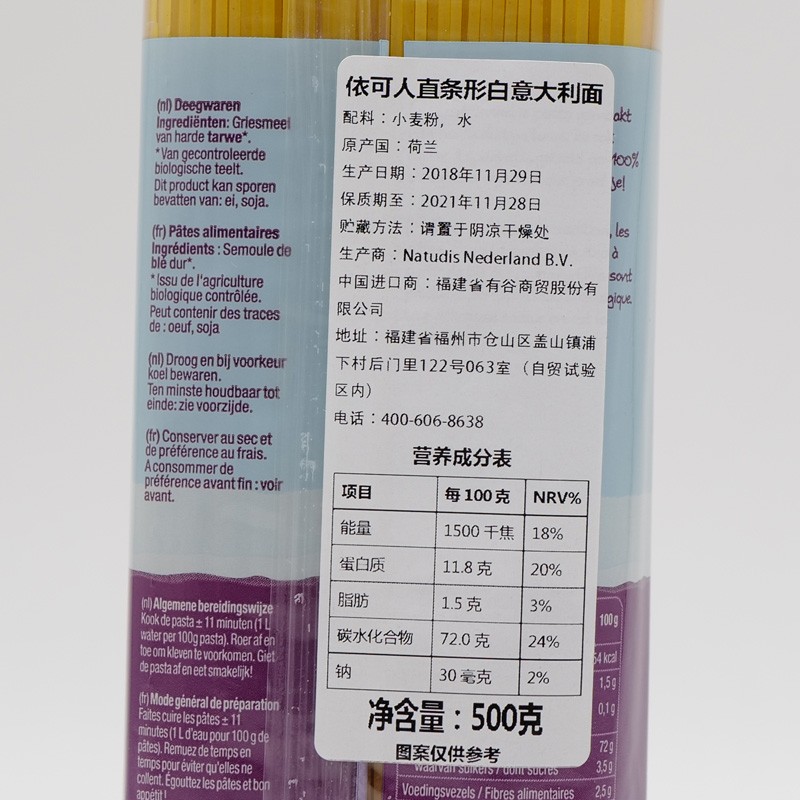 (nl) Deegwaren
Ingrediënten: Griesmeel
van harde tarwe*.
*Van gecontroleerde
biologische teelt.
Dit product kan sporen
bevatten van: ei, soja.
(fr) Pâtes alimentaires
Ingrédients : Semoule de
blé dur*.
*Issu de l'agriculture
biologique contrôlée.
Peut contenir des traces
de : oeuf, soja
(nl) Droog en bij voorkeur
koel bewaren.
Ten minste houdbaar tot
einde: zie voorzijde.
(fr) Conserver au sec et
de préférence au frais.
A consommer de
préférence avant fin : voir
avant.
(nl) Algemene bereidingswijze
Kook de pasta ± 11 minuten (1 L
water per 100g pasta). Roer af en
toe om kleven te voorkomen. Giet
de pasta af en eet smakelijk!
(fr) Mode général de préparation
Faites cuire les pâtes ± 11
minutes (1 L d'eau pour 100 g de
pâtes). Remuez de temps en
temps pour éviter qu'elles ne
collent. Égouttez les pâtes et bon
appétit !
依可人直条形白意大利面
配料：小麦粉，水
原产国：荷兰
生产日期：2018年11月29日
保质期至：2021年11月28日
贮藏方法：请置于阴凉干燥处
生产商：Natudis Nederland B.V.
中国进口商：福建省有谷商贸股份有
限公司
地址：福建省福州市仓山区盖山镇浦
下村后门里122号063室（自贸试验
区内）
电话：400-606-8638
营养成分表
项目 每100克 NRV%
能量 1500千焦 18%
蛋白质 11.8克 20%
脂肪 1.5克 3%
碳水化合物 72.0克 24%
钠 30毫克 2%
净含量：500克
图案仅供参考
100%
les
à
sont
100 g
kcal
1,5 g
0,1 g
72 g
waarvan suikers / dont sucres 3,5 g
Voedingsvezels / Fibres alimentaires 2,5 g